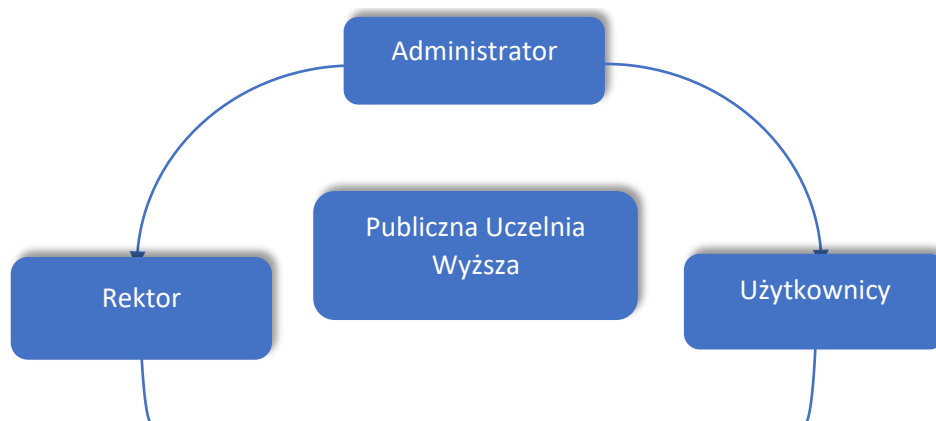 Administrator
Publiczna Uczelnia
Wyższa
Rektor
Użytkownicy